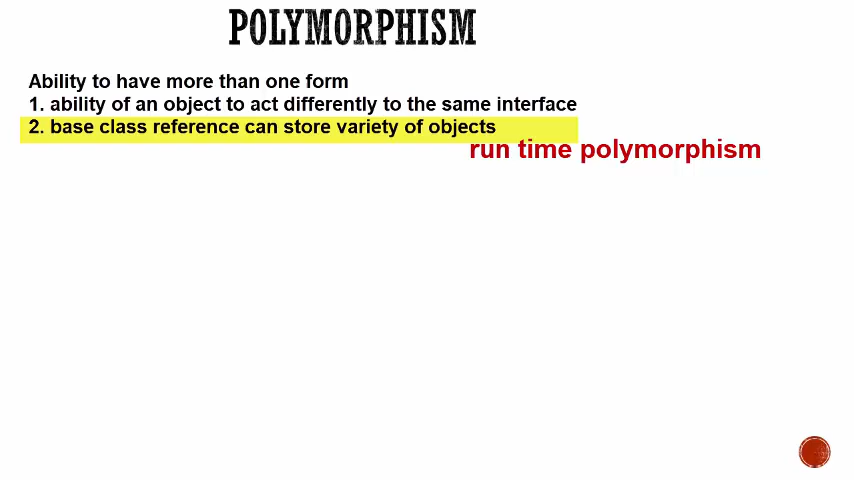 POLYMORPHISM
Ability to have more than one form
1. ability of an object to act differently to the same interface
2. base class reference can store variety of objects
run time polymorphism